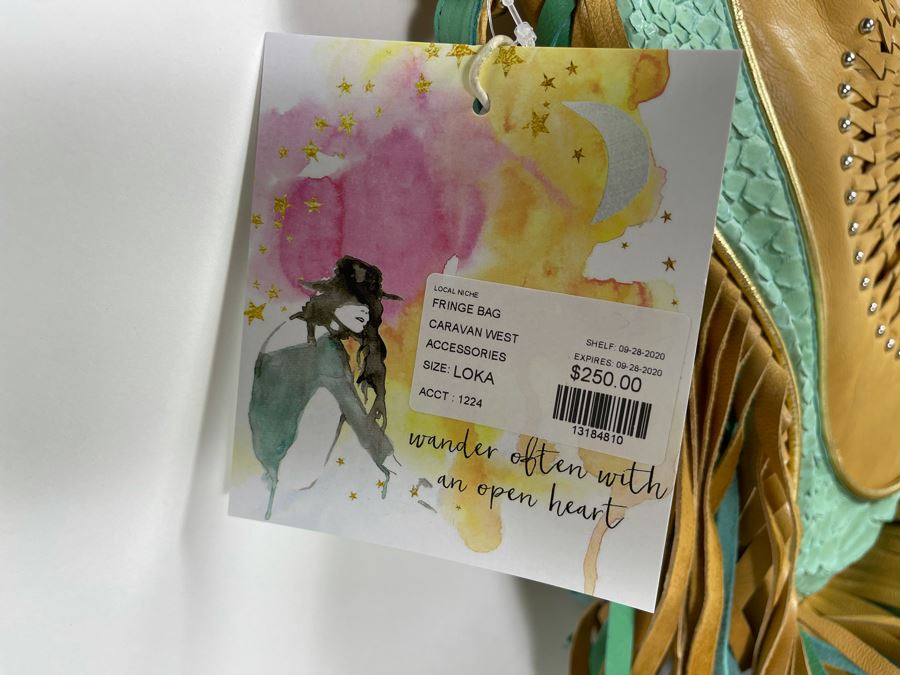 LOCAL NICHE
FRINGE BAG
CARAVAN WEST
ACCESSORIES
SIZE: LOKA
ACCT : 1224
SHELF: 09-28-2020
EXPIRES: 09-28-2020
$250.00
13184810
wander often with
an open heart